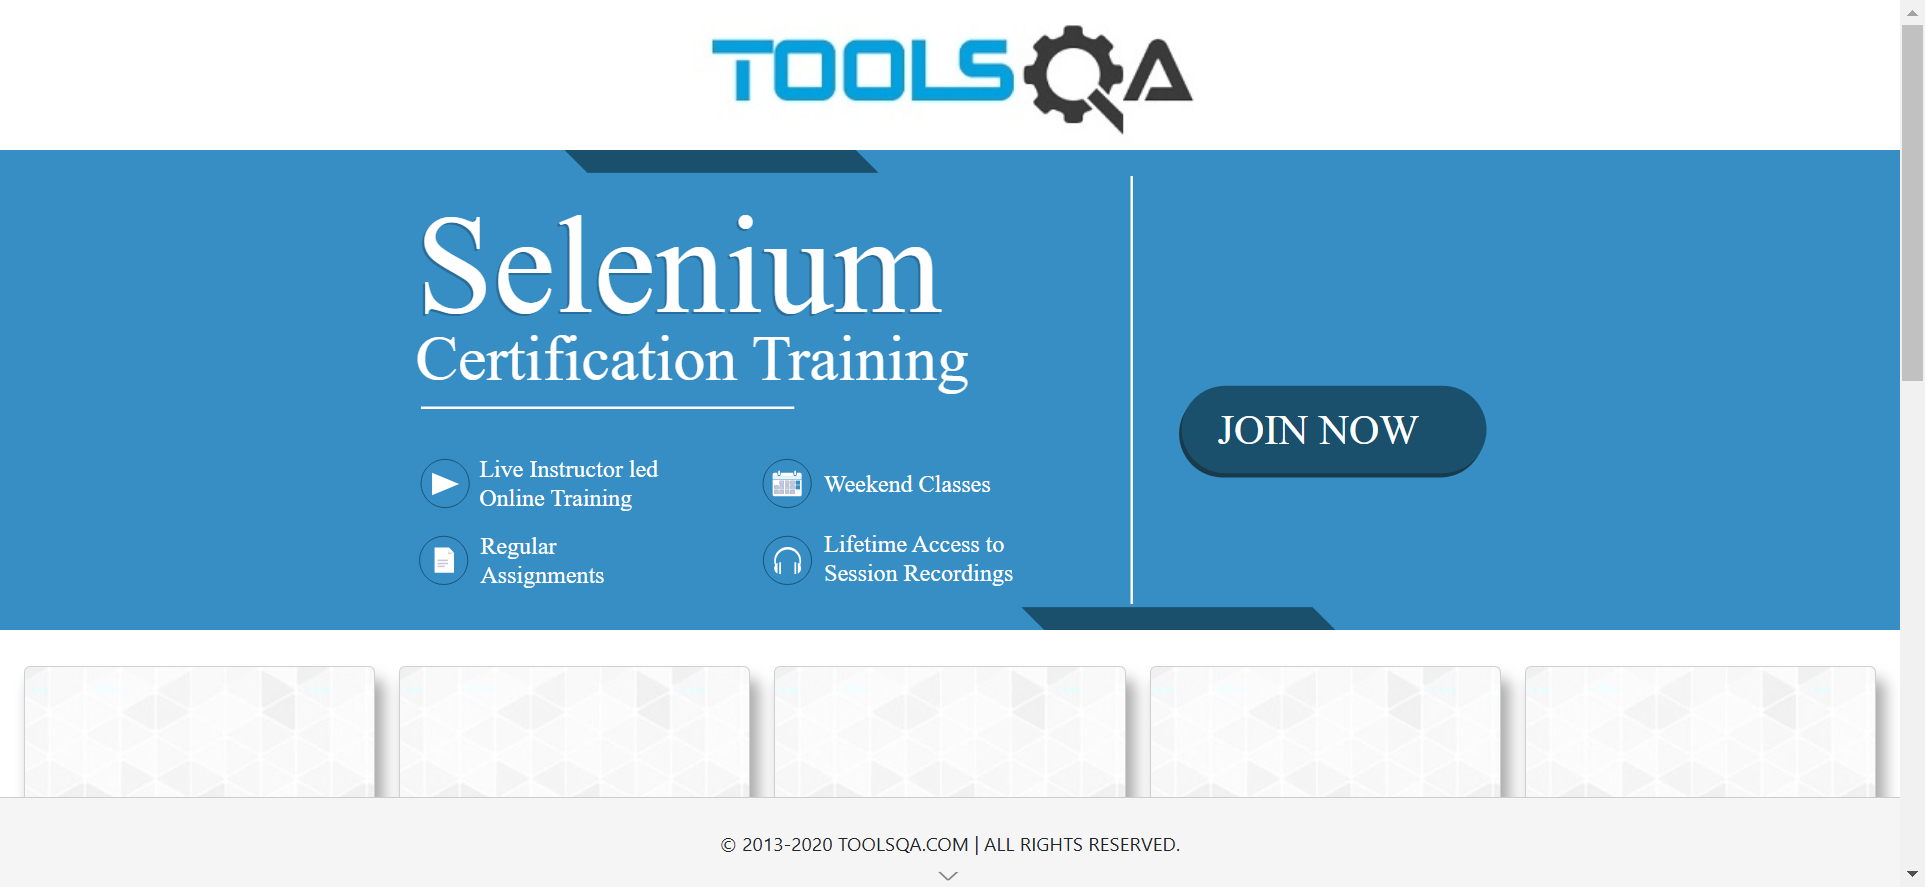 TOOLSQA
Selenium
Certification Training
Live Instructor led
Online Training
Weekend Classes
Regular
Assignments
Lifetime Access to
Session Recordings
JOIN NOW
© 2013-2020 TOOLSQA.COM | ALL RIGHTS RESERVED.